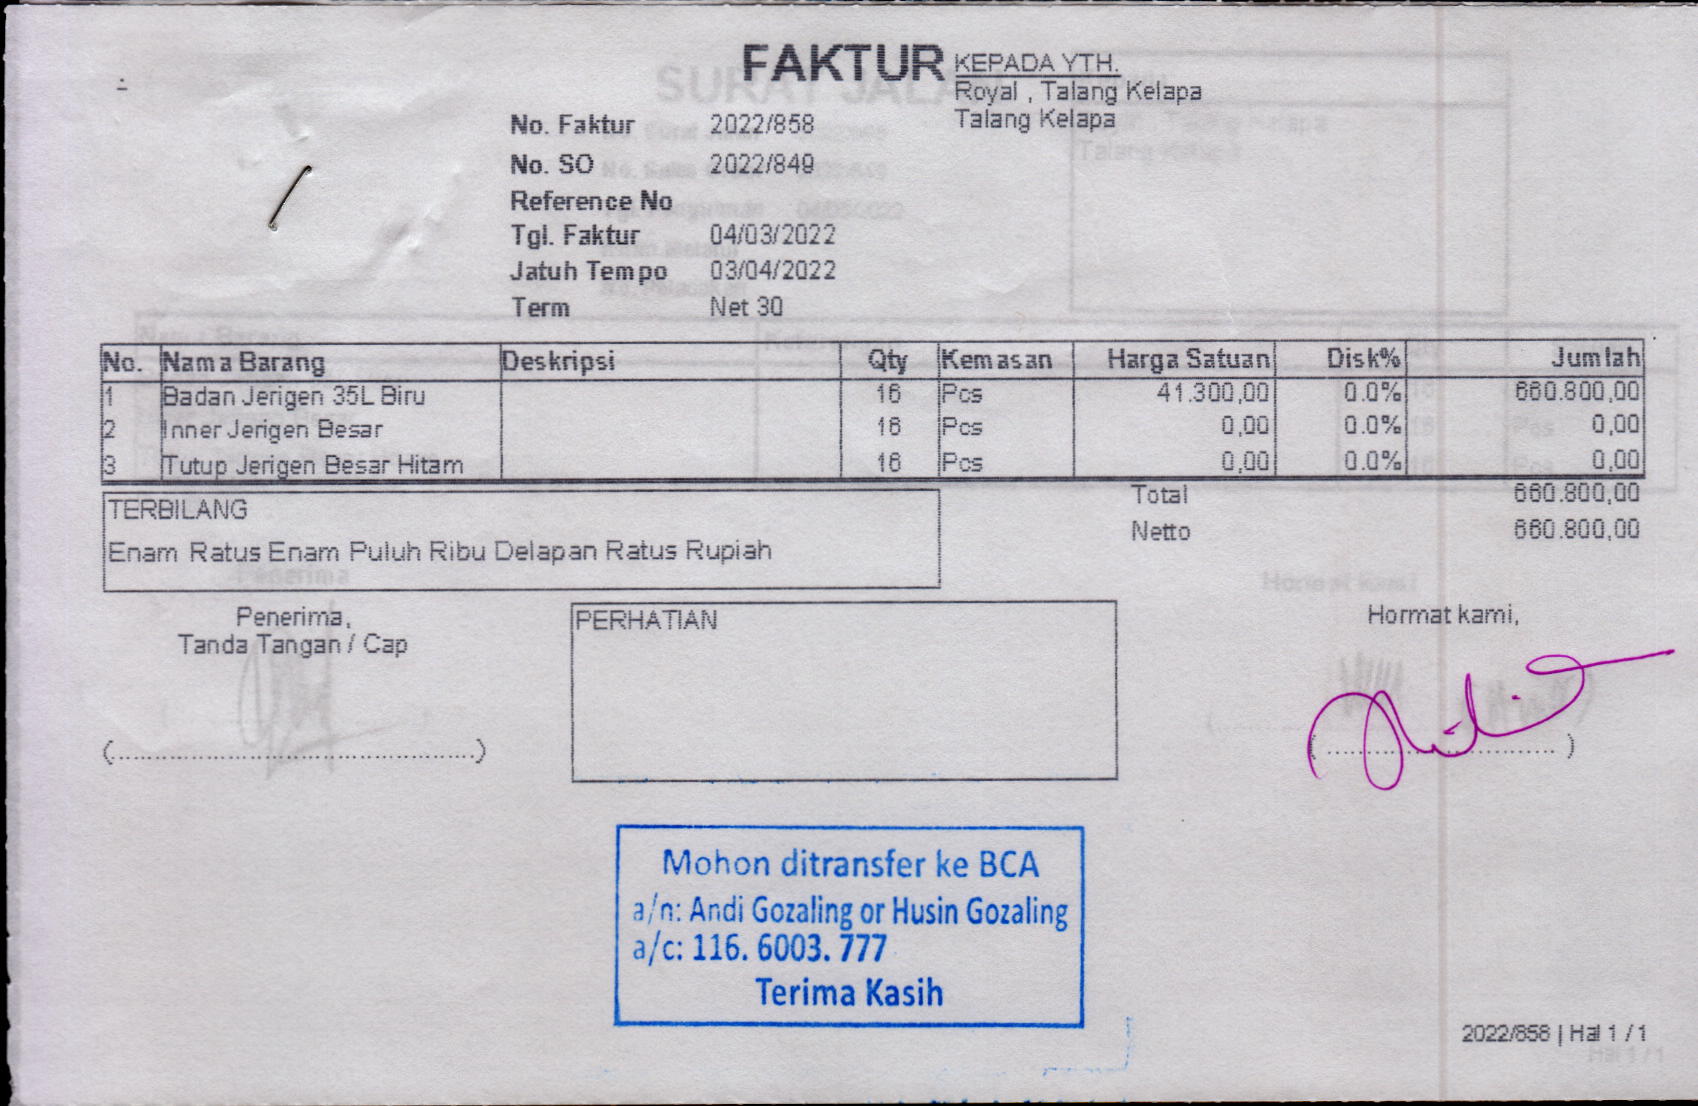 FAKTUR
KEPADA YTH.
Royal , Talang Kelapa
Talang Kelapa
No. Faktur 2022/858
No. SO 2022/849
Reference No
Tgl. Faktur 04/03/2022
Jatuh Tempo 03/04/2022
Term Net 30
No. Nama Barang Deskripsi Qty Kemasan Harga Satuan Disk% Jumlah
1 Badan Jerigen 35L Biru 16 Pcs 41.300,00 0.0% 660.800,00
2 Inner Jerigen Besar 16 Pcs 0,00 0.0% 0,00
3 Tutup Jerigen Besar Hitam 16 Pcs 0,00 0.0% 0,00
Total 660.800,00
Netto 660.800,00
TERBILANG
Enam Ratus Enam Puluh Ribu Delapan Ratus Rupiah
Penerima,
Tanda Tangan / Cap
PERHATIAN
Hormat kami,
(..................................................)
(..............................)
Mohon ditransfer ke BCA
a/n: Andi Gozaling or Husin Gozaling
a/c: 116. 6003. 777
Terima Kasih
2022/858 | Hal 1 / 1